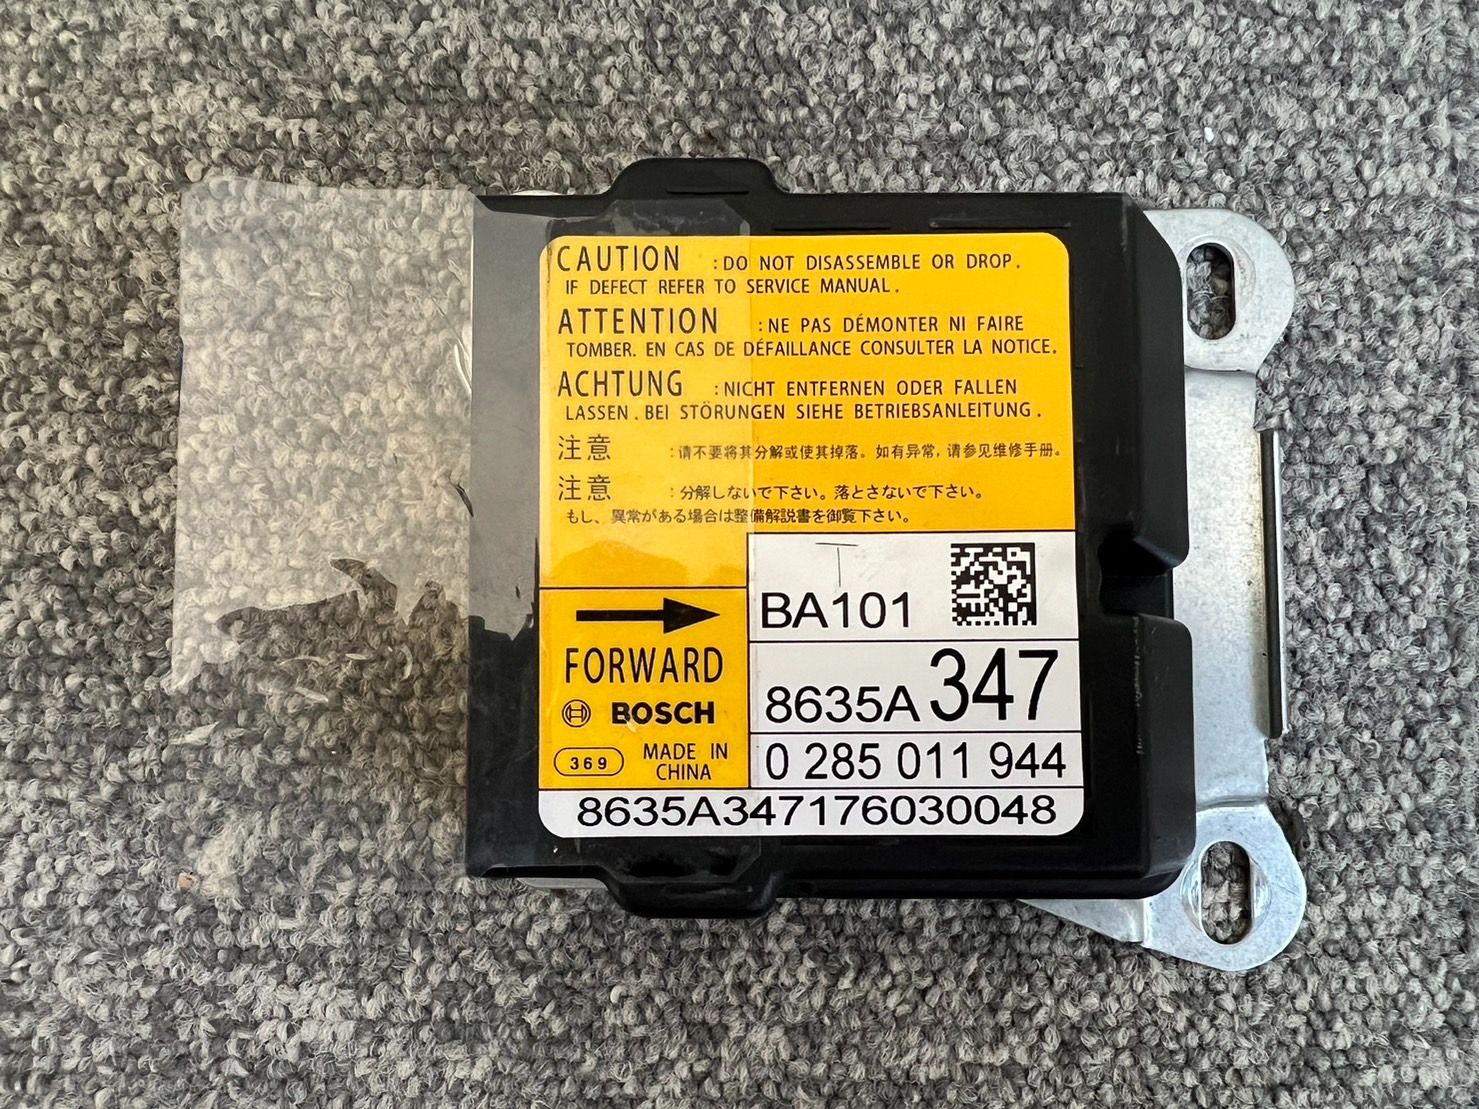 CAUTION :DO NOT DISASSEMBLE OR DROP.
IF DEFECT REFER TO SERVICE MANUAL.
ATTENTION :NE PAS DÉMONTER NI FAIRE
TOMBER. EN CAS DE DÉFAILLANCE CONSULTER LA NOTICE.
ACHTUNG :NICHT ENTFERNEN ODER FALLEN
LASSEN. BEI STÖRUNGEN SIEHE BETRIEBSANLEITUNG.
注意 :请不要将其分解或使其掉落。如有异常,请参见维修手册。
注意 :分解しないで下さい。落とさないで下さい。
もし、異常がある場合は整備解説書を御覧下さい。
T
BA101
FORWARD
8635A347
BOSCH
369 MADE IN
CHINA
0 285 011 944
8635A347176030048